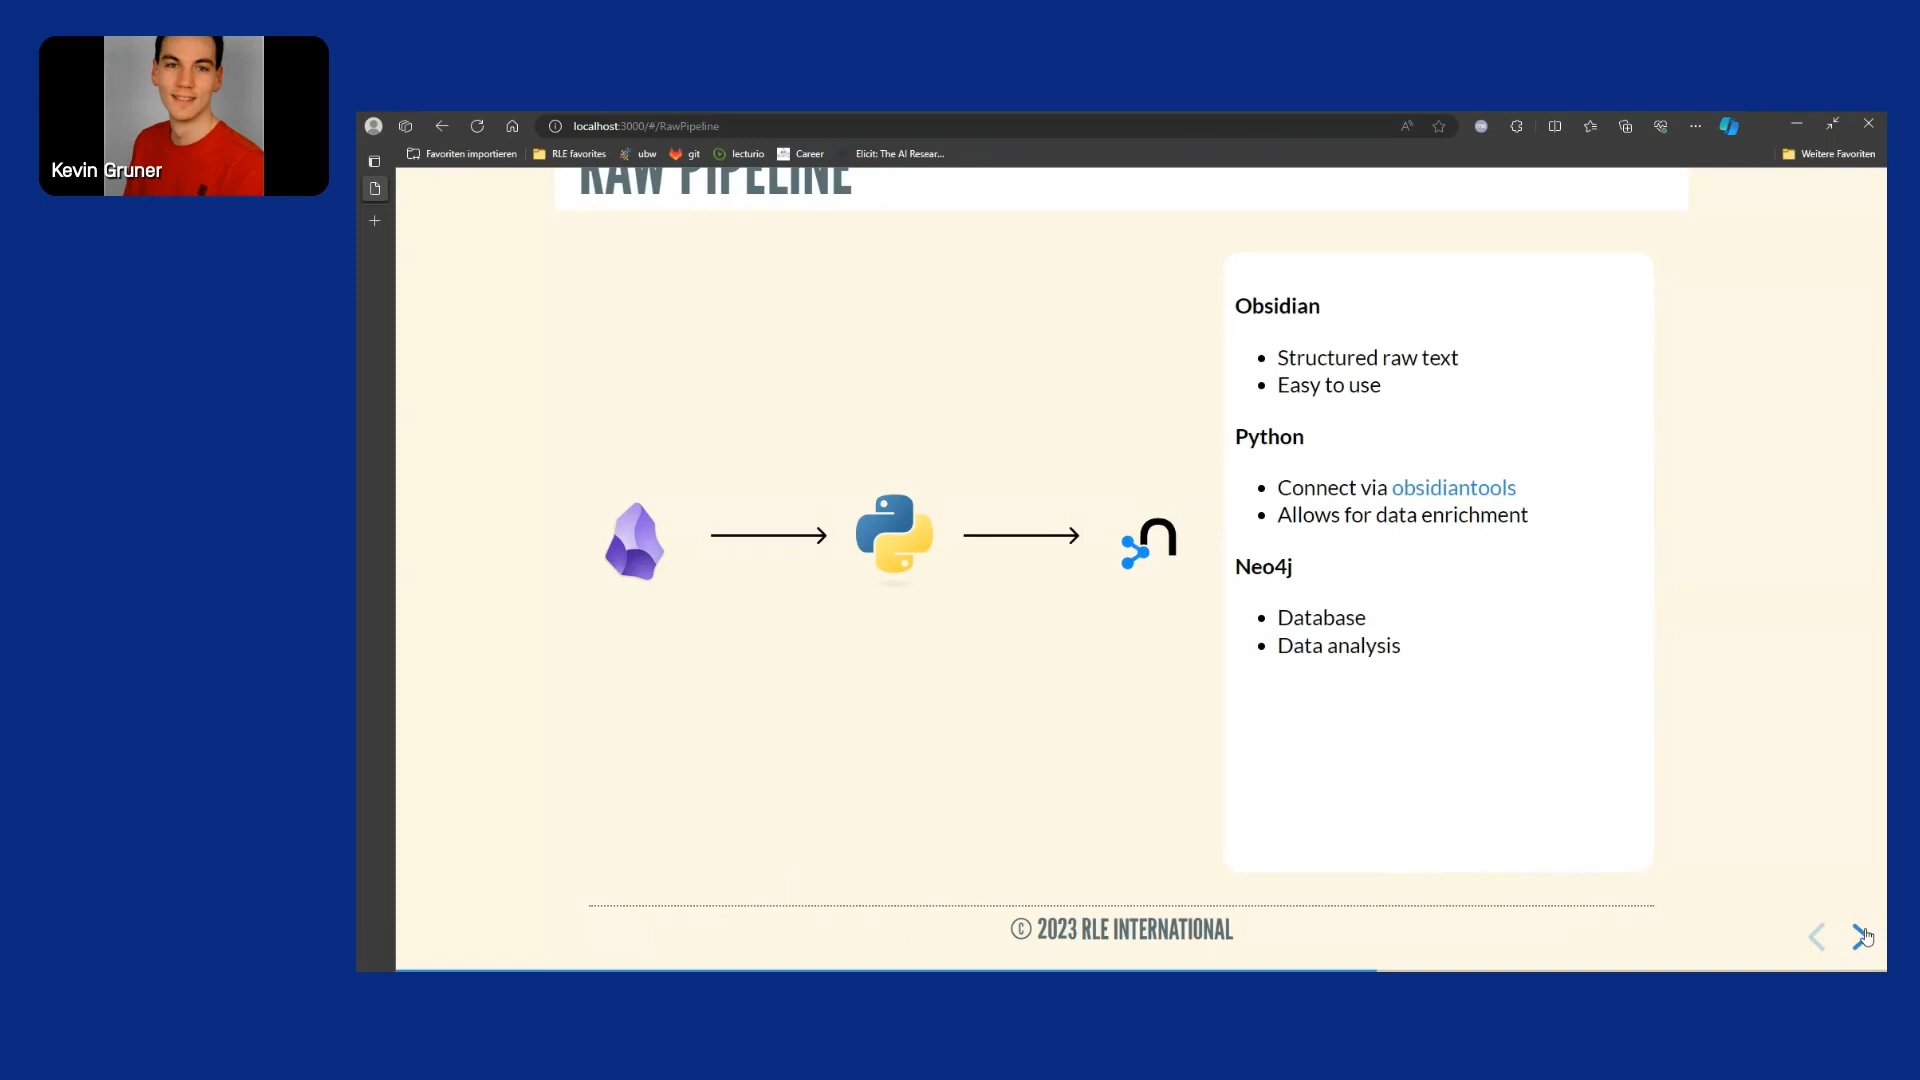 Kevin Gruner
localhost:3000/#/RawPipeline
Favoriten importieren
RLE favorites
ubw
git
lecturio
Career
Elicit: The AI Resear...
Weitere Favoriten
RAW PIPELINE
Obsidian
• Structured raw text
• Easy to use
Python
• Connect via obsidiantools
• Allows for data enrichment
Neo4j
• Database
• Data analysis
© 2023 RLE INTERNATIONAL